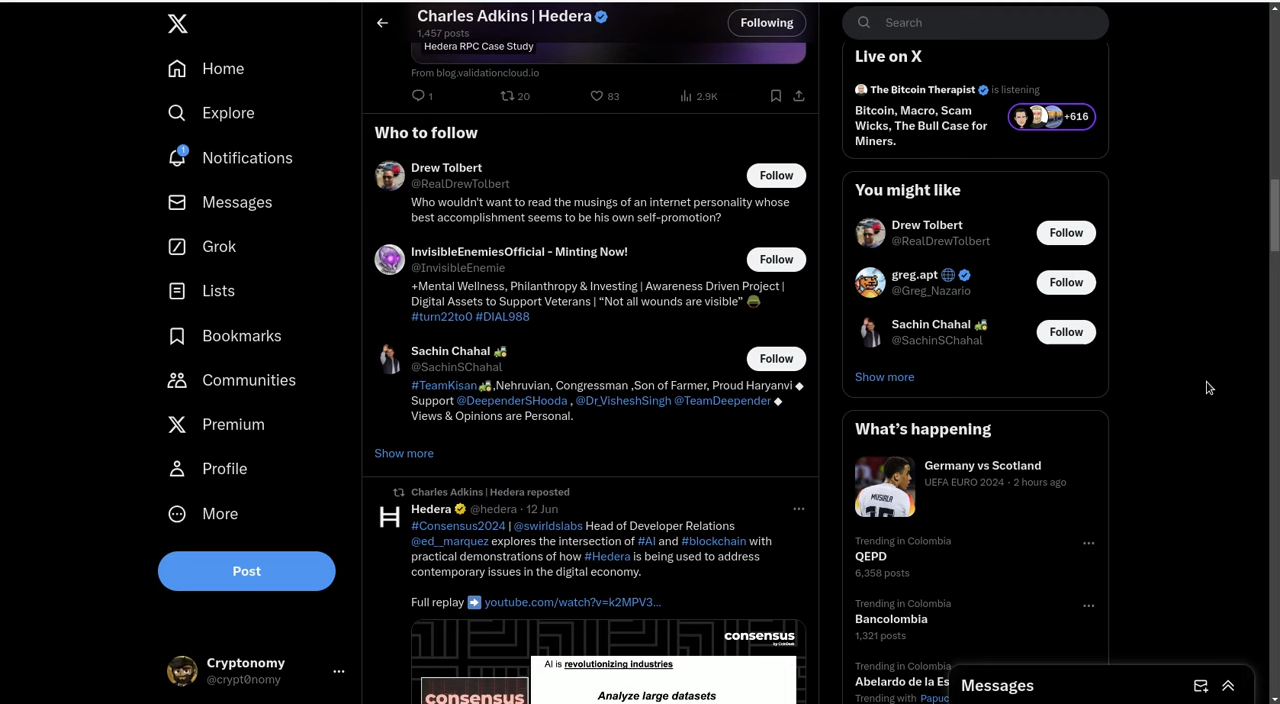 Home
Explore
1
Notifications
Messages
Grok
Lists
Bookmarks
Communities
Premium
Profile
More
Post
Cryptonomy
@crypt0nomy
Charles Adkins | Hedera
1,457 posts
Following
Hedera RPC Case Study
From blog.validationcloud.io
1 20 83 2.9K
Who to follow
Drew Tolbert
@RealDrewTolbert
Follow
Who wouldn't want to read the musings of an internet personality whose
best accomplishment seems to be his own self-promotion?
InvisibleEnemiesOfficial - Minting Now!
@InvisibleEnemie
Follow
+Mental Wellness, Philanthropy & Investing | Awareness Driven Project |
Digital Assets to Support Veterans | “Not all wounds are visible”
#turn22to0 #DIAL988
Sachin Chahal
@SachinSChahal
Follow
#TeamKisan,Nehruvian, Congressman ,Son of Farmer, Proud Haryanvi ◆
Support @DeependerSHooda , @Dr_VisheshSingh @TeamDeepender ◆
Views & Opinions are Personal.
Show more
Charles Adkins | Hedera reposted
Hedera @hedera · 12 Jun
#Consensus2024 | @swirldslabs Head of Developer Relations
@ed__marquez explores the intersection of #AI and #blockchain with
practical demonstrations of how #Hedera is being used to address
contemporary issues in the digital economy.
Full replay ➡️ youtube.com/watch?v=k2MPV3...
consensus
by CoinDesk
AI is revolutionizing industries
Analyze large datasets
consensus
Search
Live on X
The Bitcoin Therapist is listening
Bitcoin, Macro, Scam
Wicks, The Bull Case for
Miners.
+616
You might like
Drew Tolbert
@RealDrewTolbert
Follow
greg.apt
@Greg_Nazario
Follow
Sachin Chahal
@SachinSChahal
Follow
Show more
What’s happening
MUSIALA
Germany vs Scotland
UEFA EURO 2024 · 2 hours ago
Trending in Colombia
QEPD
6,358 posts
Trending in Colombia
Bancolombia
1,321 posts
Trending in Colombia
Abelardo de la Es
Trending with Papuc
Messages